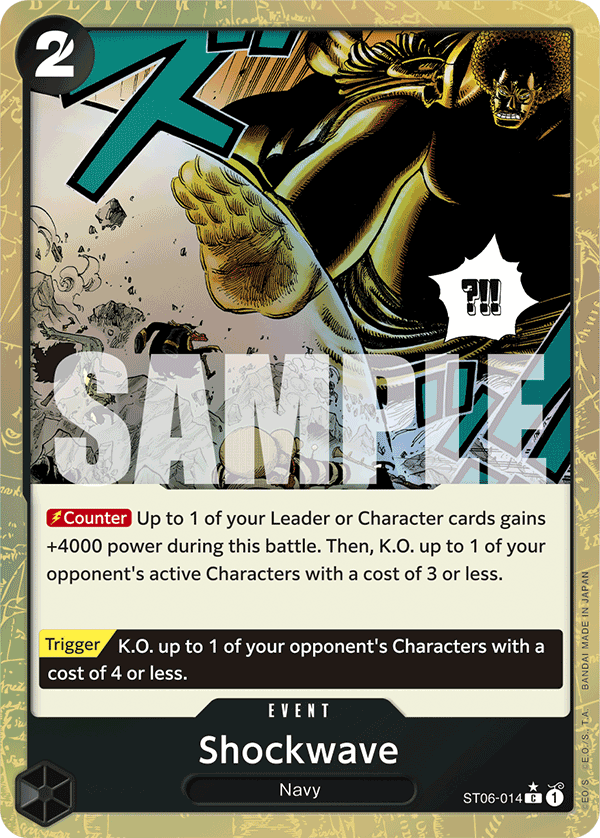 2
ズ
?!!
SAMPLE
Counter Up to 1 of your Leader or Character cards gains
+4000 power during this battle. Then, K.O. up to 1 of your
opponent's active Characters with a cost of 3 or less.
Trigger K.O. up to 1 of your opponent's Characters with a
cost of 4 or less.
EVENT
Shockwave
Navy
ST06-014 C 1
©E.O./S., T.A. BANDAI MADE IN JAPAN